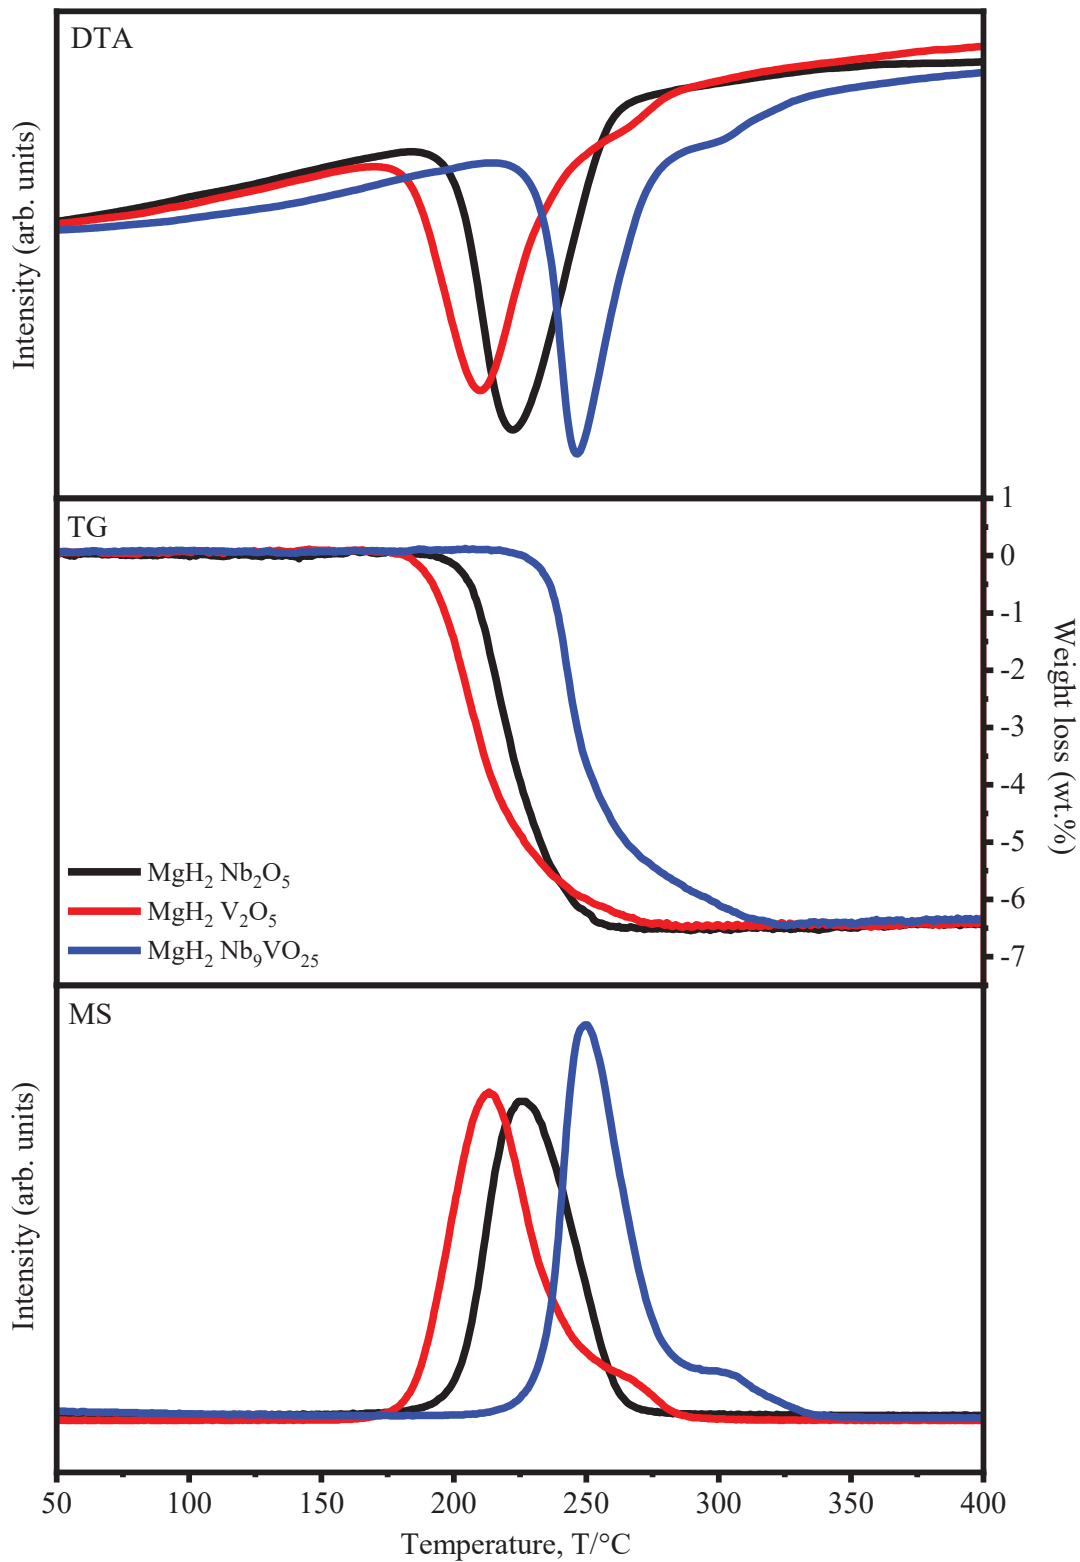 DTA
Intensity (arb. units)
TG
1
0
-1
-2
-3
-4
-5
-6
-7
Weight loss (wt.%)
MgH₂ Nb₂O₅
MgH₂ V₂O₅
MgH₂ Nb₉VO₂₅
MS
Intensity (arb. units)
50 100 150 200 250 300 350 400
Temperature, T/°C